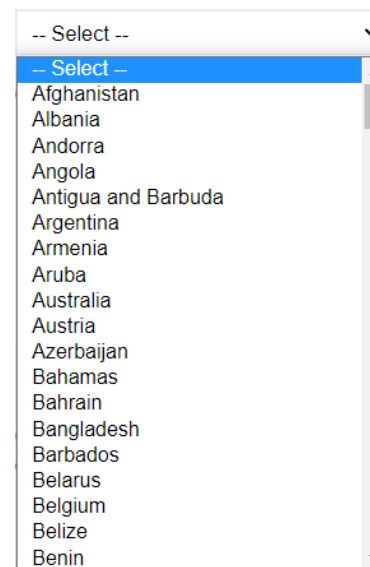 -- Select --
-- Select --
Afghanistan
Albania
Andorra
Angola
Antigua and Barbuda
Argentina
Armenia
Aruba
Australia
Austria
Azerbaijan
Bahamas
Bahrain
Bangladesh
Barbados
Belarus
Belgium
Belize
Benin